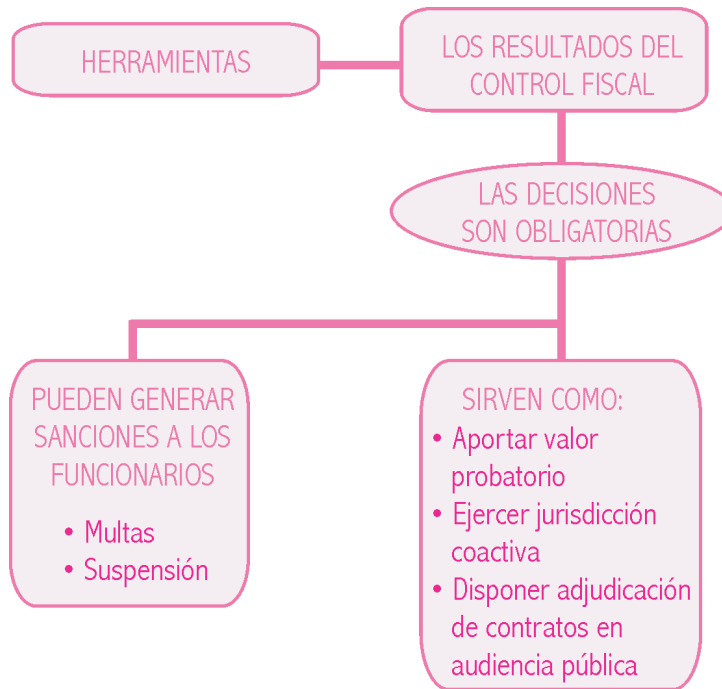 HERRAMIENTAS
LOS RESULTADOS DEL
CONTROL FISCAL
LAS DECISIONES
SON OBLIGATORIAS
PUEDEN GENERAR
SANCIONES A LOS
FUNCIONARIOS
• Multas
• Suspensión
SIRVEN COMO:
• Aportar valor
probatorio
• Ejercer jurisdicción
coactiva
• Disponer adjudicación
de contratos en
audiencia pública